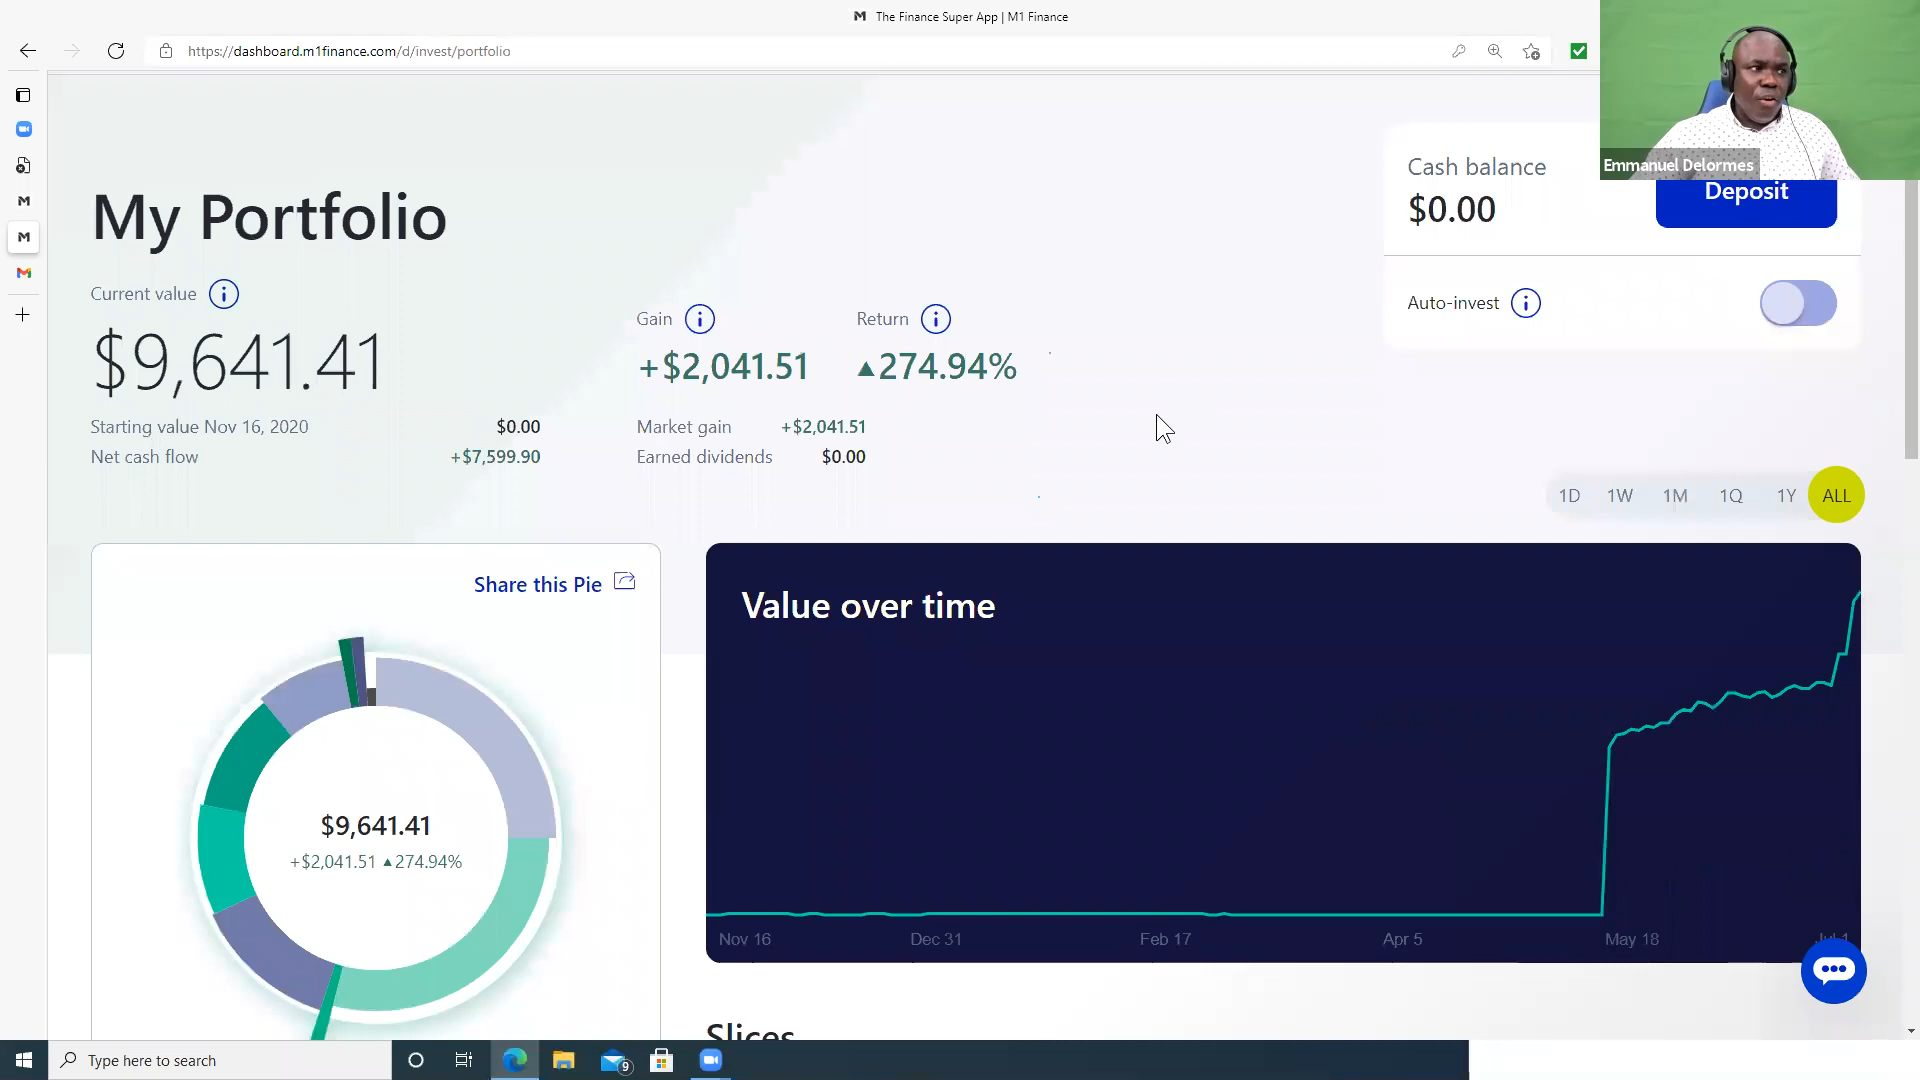 The Finance Super App | M1 Finance
https://dashboard.m1finance.com/d/invest/portfolio
Emmanuel Delormes
My Portfolio
Cash balance
$0.00
Deposit
Auto-invest
Current value
$9,641.41
Gain
+$2,041.51
Return
▲274.94%
Starting value Nov 16, 2020 $0.00
Net cash flow +$7,599.90
Market gain +$2,041.51
Earned dividends $0.00
1D 1W 1M 1Q 1Y ALL
Share this Pie
$9,641.41
+$2,041.51 ▲274.94%
Value over time
Nov 16 Dec 31 Feb 17 Apr 5 May 18 Jul 1
Slices
Type here to search
9